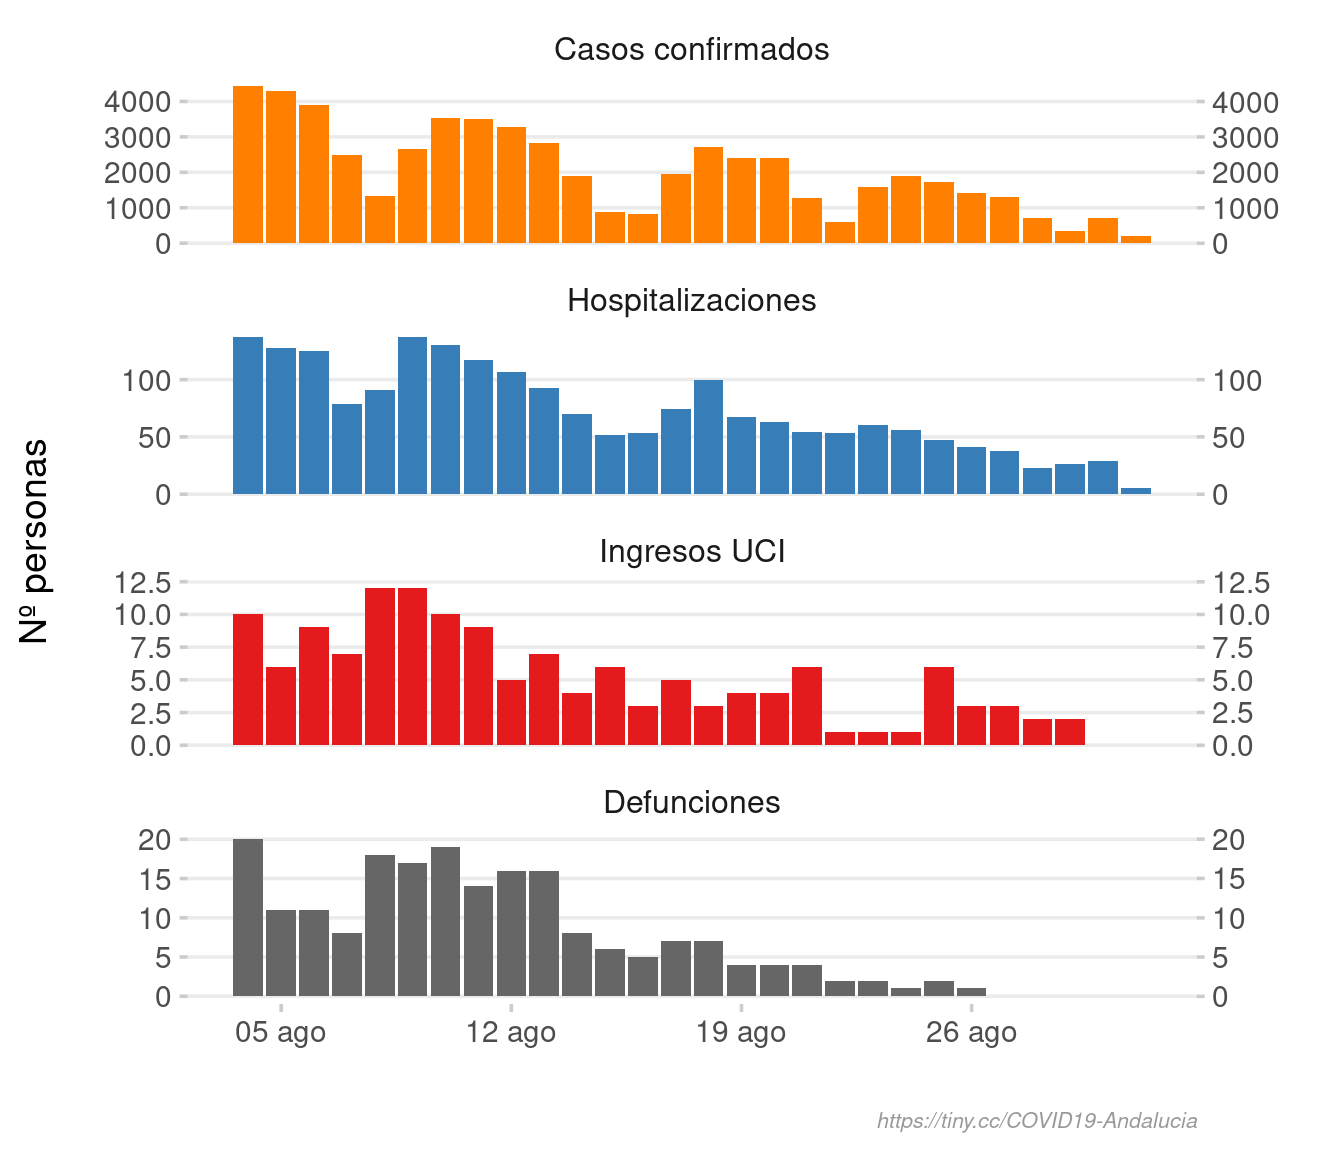 Casos confirmados
4000 4000
3000 3000
2000 2000
1000 1000
0 0
Hospitalizaciones
100 100
50 50
0 0
Nº personas
Ingresos UCI
12.5 12.5
10.0 10.0
7.5 7.5
5.0 5.0
2.5 2.5
0.0 0.0
Defunciones
20 20
15 15
10 10
5 5
0 0
05 ago 12 ago 19 ago 26 ago
https://tiny.cc/COVID19-Andalucia